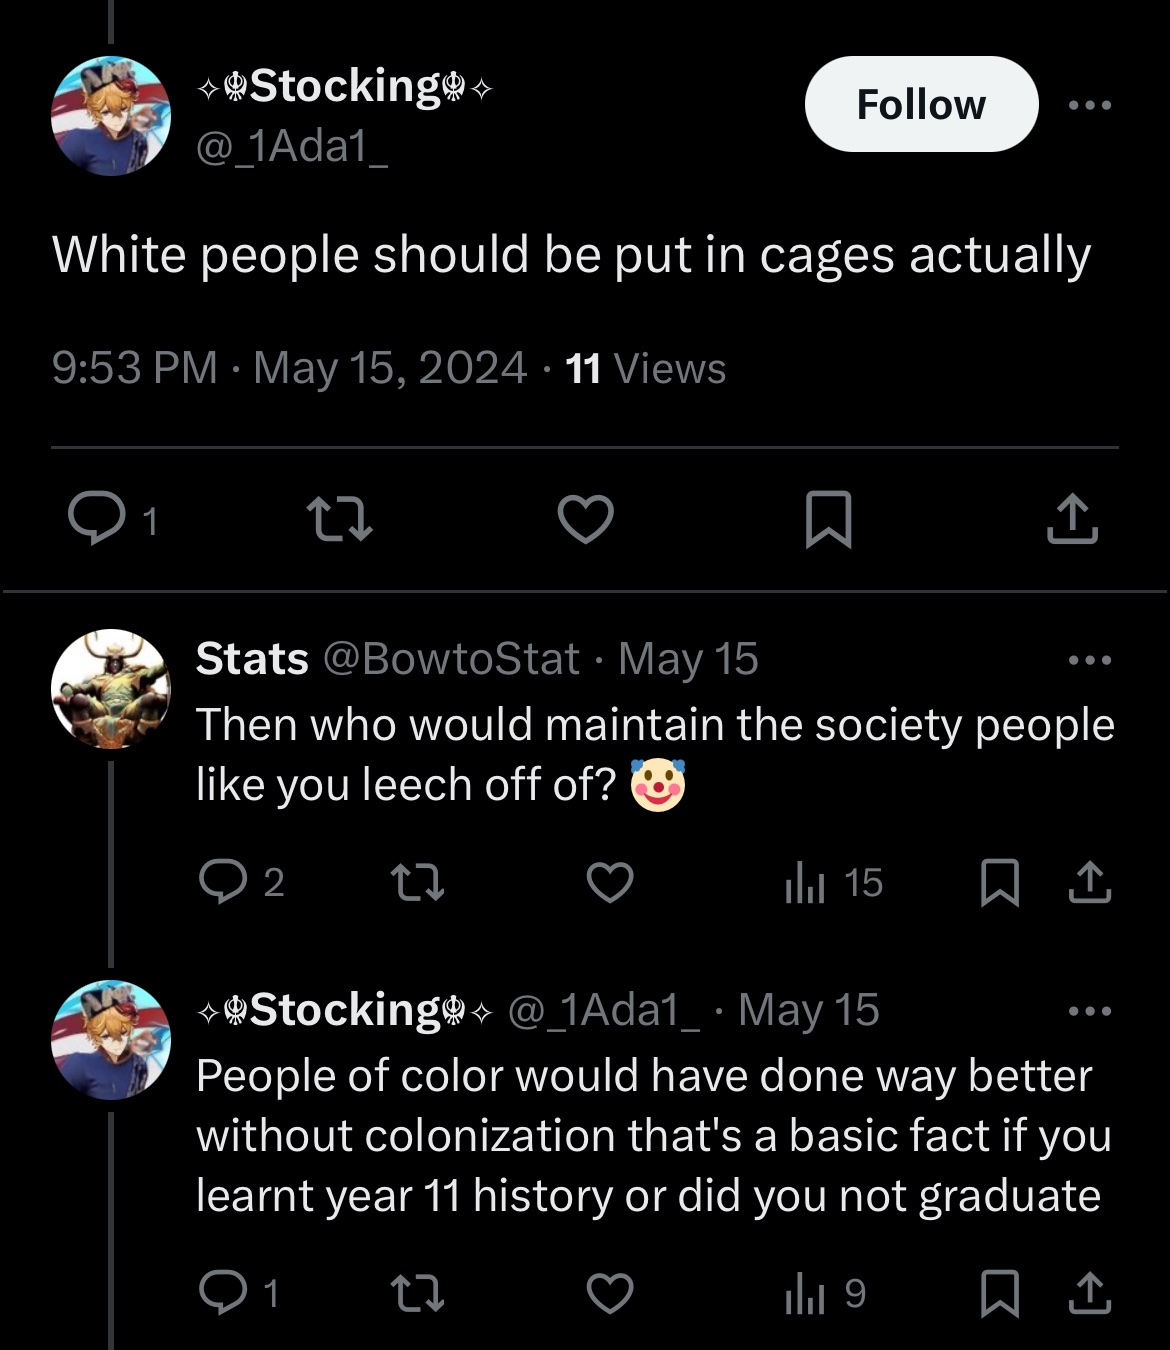 ✧☬Stocking☬✧
Follow
@_1Ada1_
White people should be put in cages actually
9:53 PM · May 15, 2024 · 11 Views
1
Stats @BowtoStat · May 15
Then who would maintain the society people
like you leech off of? 🤡
2 15
✧☬Stocking☬✧ @_1Ada1_ · May 15
People of color would have done way better
without colonization that's a basic fact if you
learnt year 11 history or did you not graduate
1 9